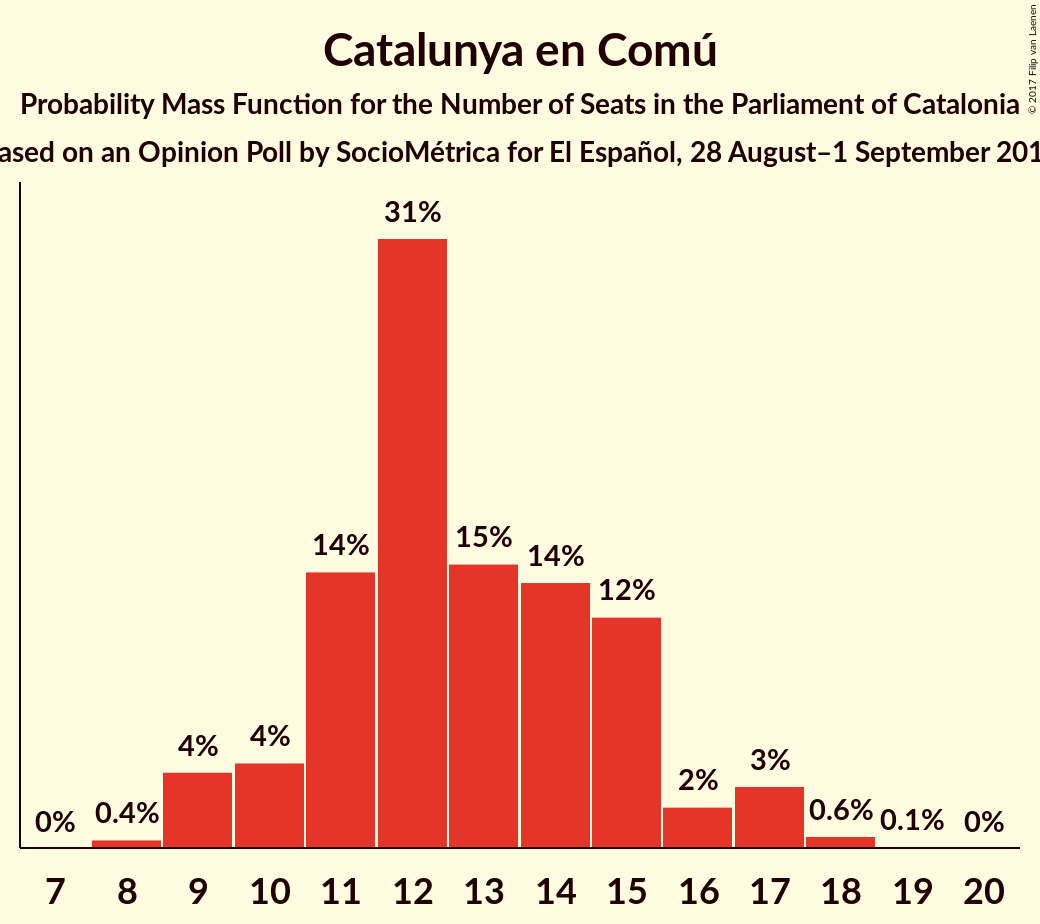 Catalunya en Comú
Probability Mass Function for the Number of Seats in the Parliament of Catalonia
ased on an Opinion Poll by SocioMétrica for El Español, 28 August–1 September 201
© 2017 Filip van Laenen
0% 0.4% 4% 4% 14% 31% 15% 14% 12% 2% 3% 0.6% 0.1% 0%
7 8 9 10 11 12 13 14 15 16 17 18 19 20